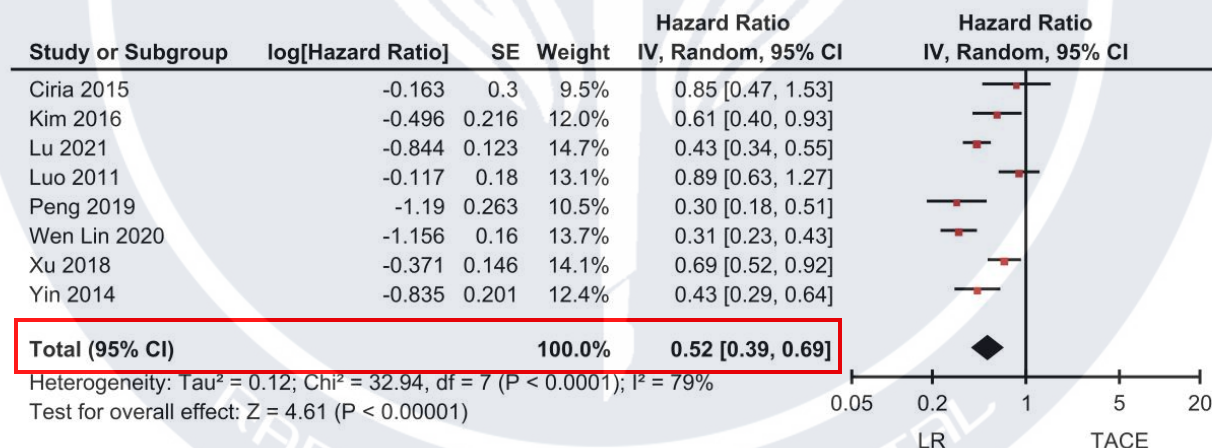 Hazard Ratio Hazard Ratio
Study or Subgroup log[Hazard Ratio] SE Weight IV, Random, 95% CI IV, Random, 95% CI
Ciria 2015 -0.163 0.3 9.5% 0.85 [0.47, 1.53]
Kim 2016 -0.496 0.216 12.0% 0.61 [0.40, 0.93]
Lu 2021 -0.844 0.123 14.7% 0.43 [0.34, 0.55]
Luo 2011 -0.117 0.18 13.1% 0.89 [0.63, 1.27]
Peng 2019 -1.19 0.263 10.5% 0.30 [0.18, 0.51]
Wen Lin 2020 -1.156 0.16 13.7% 0.31 [0.23, 0.43]
Xu 2018 -0.371 0.146 14.1% 0.69 [0.52, 0.92]
Yin 2014 -0.835 0.201 12.4% 0.43 [0.29, 0.64]
Total (95% CI) 100.0% 0.52 [0.39, 0.69]
Heterogeneity: Tau² = 0.12; Chi² = 32.94, df = 7 (P < 0.0001); I² = 79%
Test for overall effect: Z = 4.61 (P < 0.00001)
0.05 0.2 1 5 20
LR TACE